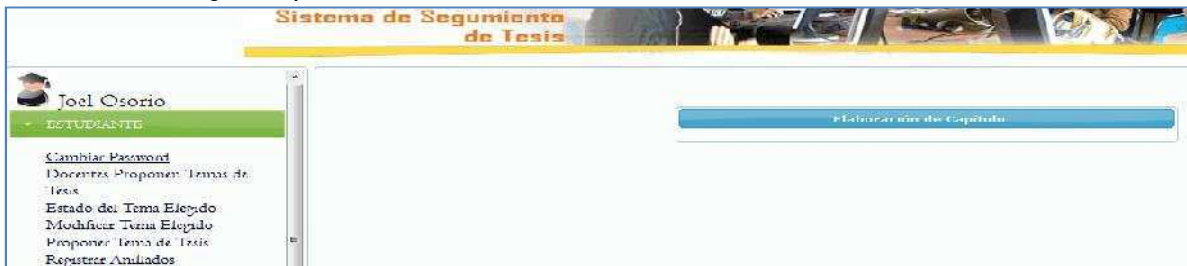 Sistema de Segumiento
de Tesis
Joel Osorio
ESTUDIANTE
Elaboración de Capítulo
Cambiar Password
Docentes Proponen Temas de
Tesis
Estado del Tema Elegido
Modificar Tema Elegido
Proponer Tema de Tesis
Registrar Anillados